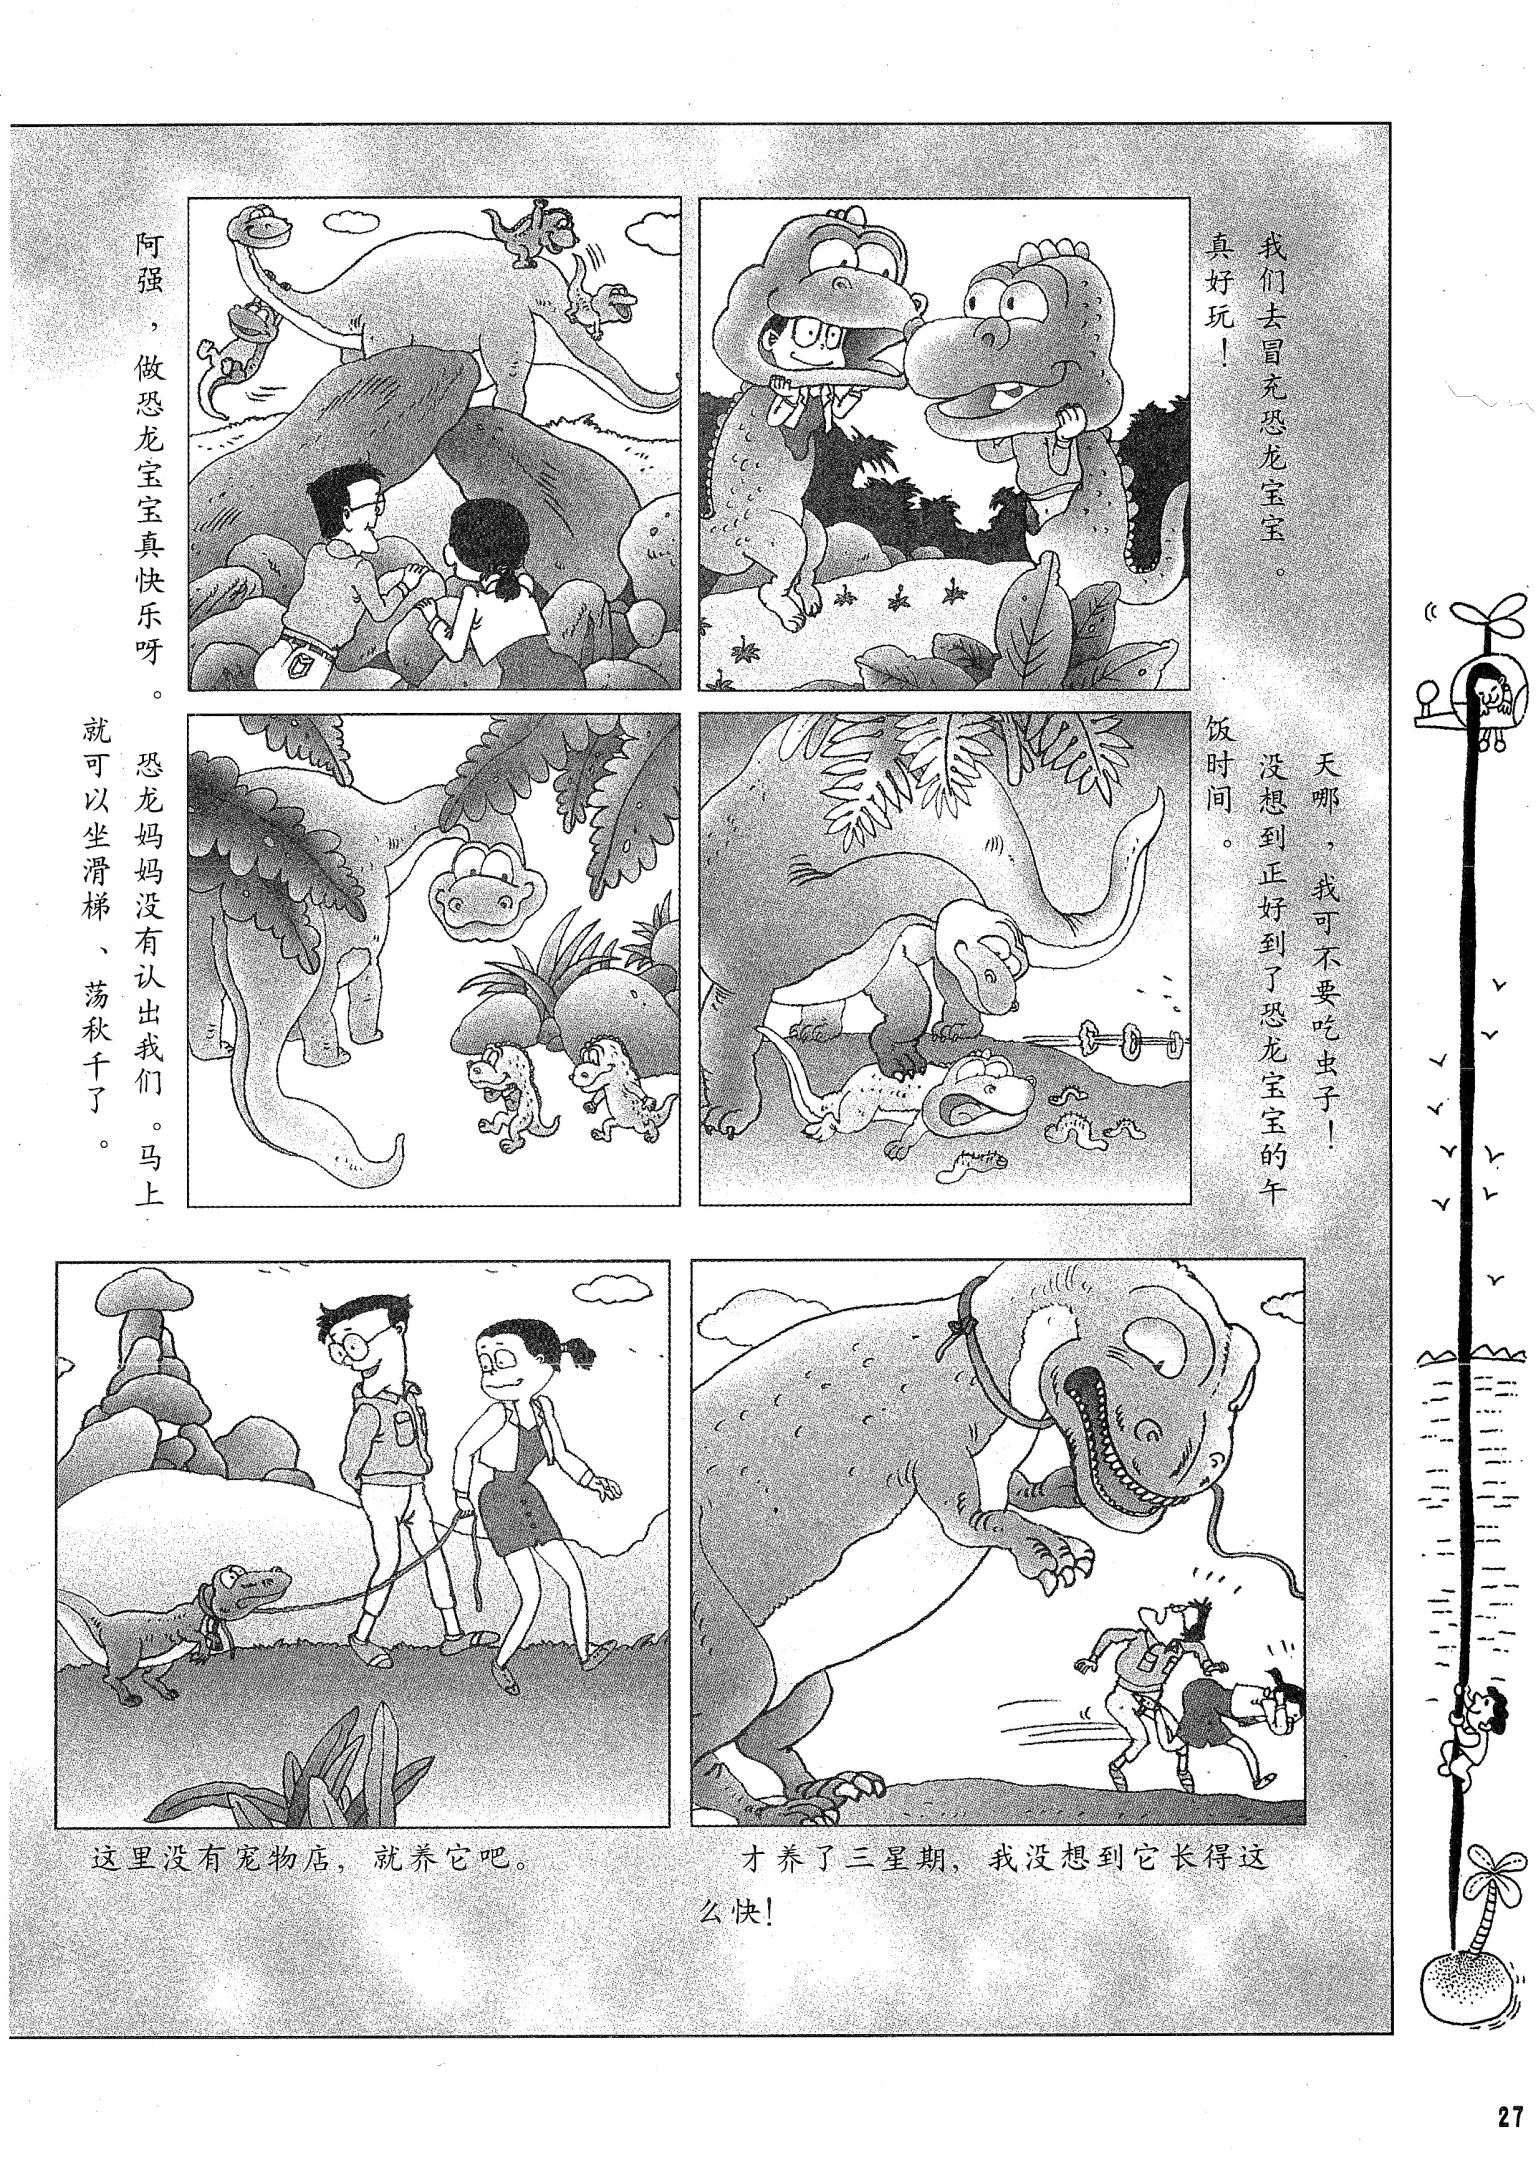 阿强，做恐龙宝宝真快乐呀。
我们去冒充恐龙宝宝。
真好玩！
恐龙妈妈没有认出我们。马上
就可以坐滑梯、荡秋千了。
天哪，我可不要吃虫子！
没想到正好到了恐龙宝宝的午
饭时间。
这里没有宠物店，就养它吧。
才养了三星期，我没想到它长得这
么快！
27